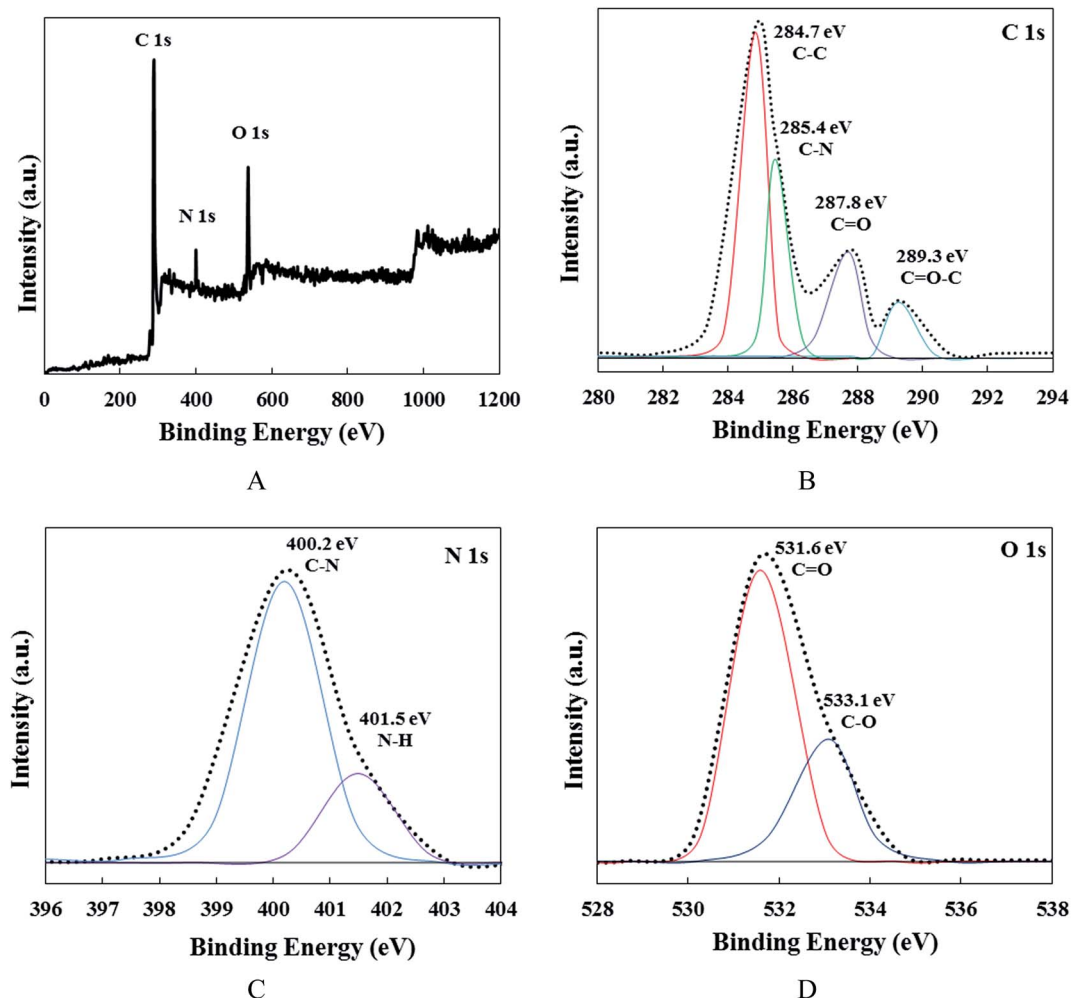 C 1s
O 1s
N 1s
Intensity (a.u.)
0 200 400 600 800 1000 1200
Binding Energy (eV)
A
C 1s
284.7 eV
C-C
285.4 eV
C-N
287.8 eV
C=O
289.3 eV
C=O-C
Intensity (a.u.)
280 282 284 286 288 290 292 294
Binding Energy (eV)
B
N 1s
400.2 eV
C-N
401.5 eV
N-H
Intensity (a.u.)
396 397 398 399 400 401 402 403 404
Binding Energy (eV)
C
O 1s
531.6 eV
C=O
533.1 eV
C-O
Intensity (a.u.)
528 530 532 534 536 538
Binding Energy (eV)
D